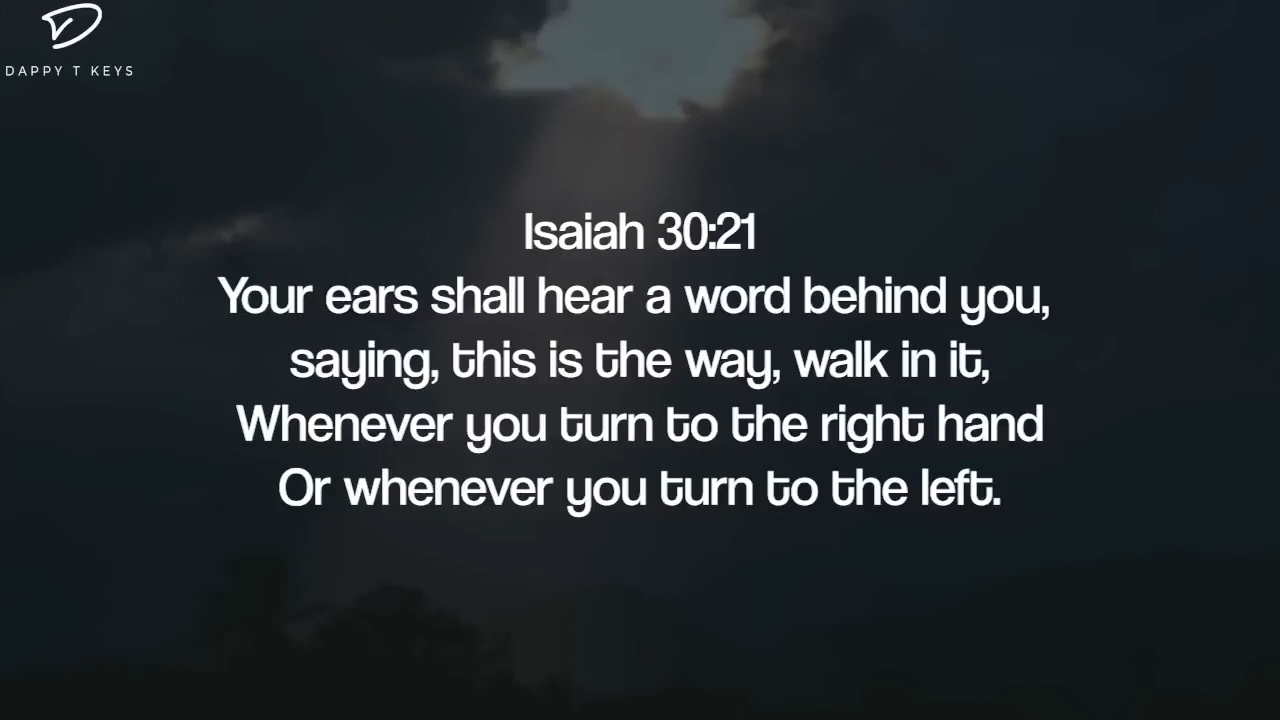 DAPPY T KEYS
Isaiah 30:21
Your ears shall hear a word behind you,
saying, this is the way, walk in it,
Whenever you turn to the right hand
Or whenever you turn to the left.